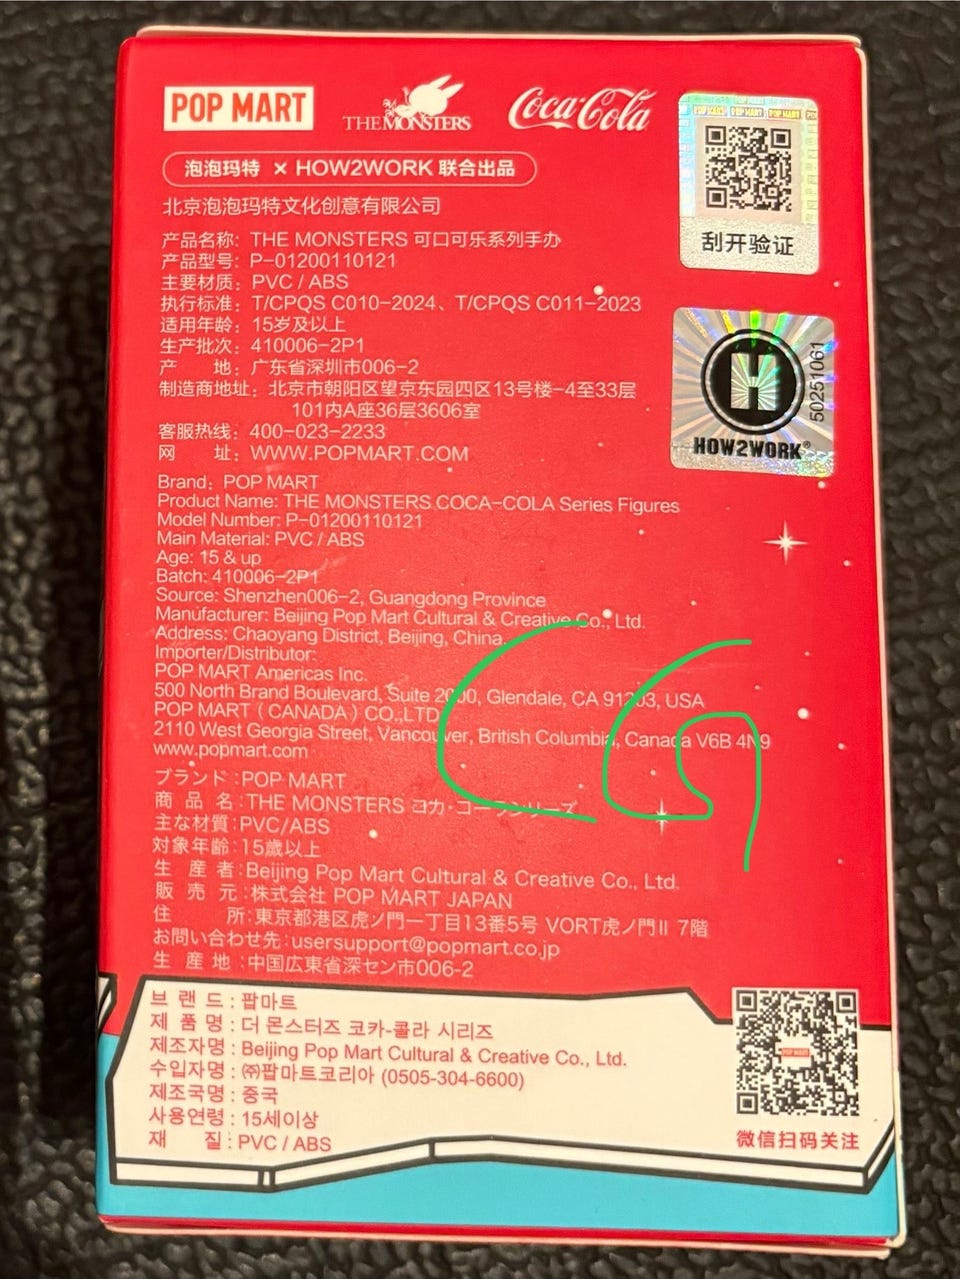 POP MART
THE MONSTERS
Coca-Cola
泡泡玛特 × HOW2WORK 联合出品
北京泡泡玛特文化创意有限公司
产品名称: THE MONSTERS 可口可乐系列手办
产品型号: P-01200110121
主要材质: PVC / ABS
执行标准: T/CPQS C010-2024、T/CPQS C011-2023
适用年龄: 15岁及以上
生产批次: 410006-2P1
产 地: 广东省深圳市006-2
制造商地址: 北京市朝阳区望京东园四区13号楼-4至33层
101内A座36层3606室
客服热线: 400-023-2233
网 址: WWW.POPMART.COM
刮开验证
HOW2WORK®
50251061
Brand: POP MART
Product Name: THE MONSTERS COCA-COLA Series Figures
Model Number: P-01200110121
Main Material: PVC / ABS
Age: 15 & up
Batch: 410006-2P1
Source: Shenzhen006-2, Guangdong Province
Manufacturer: Beijing Pop Mart Cultural & Creative Co., Ltd.
Address: Chaoyang District, Beijing, China.
Importer/Distributor:
POP MART Americas Inc.
500 North Brand Boulevard, Suite 2000, Glendale, CA 91203, USA
POP MART ( CANADA ) CO.,LTD
2110 West Georgia Street, Vancouver, British Columbia, Canada V6B 4N9
www.popmart.com
ブランド:POP MART
商 品 名:THE MONSTERS コカ・コーラシリーズ
主な材質:PVC/ABS
対象年齢:15歳以上
生 産 者:Beijing Pop Mart Cultural & Creative Co., Ltd.
販 売 元:株式会社 POP MART JAPAN
住 所:東京都港区虎ノ門一丁目13番5号 VORT虎ノ門II 7階
お問い合わせ先:usersupport@popmart.co.jp
生 産 地:中国広東省深セン市006-2
브 랜 드 : 팝마트
제 품 명 : 더 몬스터즈 코카-콜라 시리즈
제조자명 : Beijing Pop Mart Cultural & Creative Co., Ltd.
수입자명 : ㈜팝마트코리아 (0505-304-6600)
제조국명 : 중국
사용연령 : 15세이상
재 질 : PVC / ABS
微信扫码关注